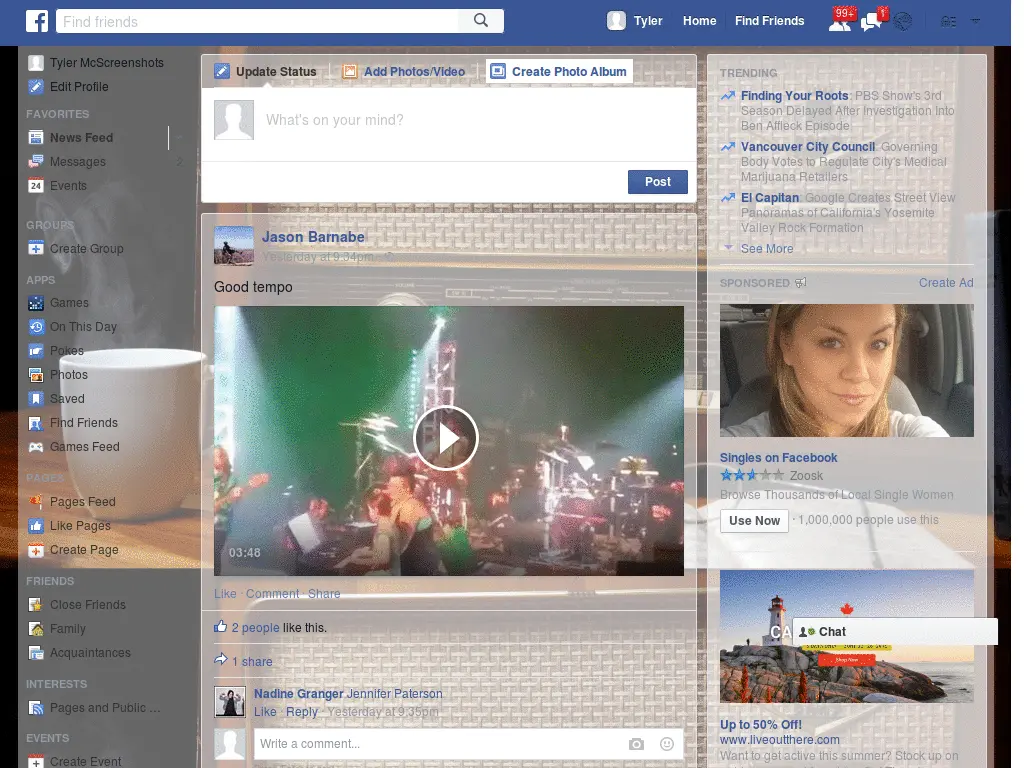 Find friends
Tyler
Home
Find Friends
99+
1
Tyler McScreenshots
Edit Profile
FAVORITES
News Feed
Messages
2
24
Events
GROUPS
Create Group
APPS
Games
On This Day
Pokes
Photos
Saved
Find Friends
Games Feed
PAGES
Pages Feed
Like Pages
Create Page
FRIENDS
Close Friends
Family
Acquaintances
INTERESTS
Pages and Public ...
EVENTS
Create Event
Update Status
Add Photos/Video
Create Photo Album
What's on your mind?
Post
Jason Barnabe
Yesterday at 9:34pm ·
Good tempo
03:48
Like · Comment · Share
2 people like this.
1 share
Nadine Granger Jennifer Paterson
Like · Reply · Yesterday at 9:35pm
Write a comment...
TRENDING
Finding Your Roots: PBS Show's 3rd
Season Delayed After Investigation Into
Ben Affleck Episode
Vancouver City Council: Governing
Body Votes to Regulate City's Medical
Marijuana Retailers
El Capitan: Google Creates Street View
Panoramas of California's Yosemite
Valley Rock Formation
See More
SPONSORED
Create Ad
Singles on Facebook
Zoosk
Browse Thousands of Local Single Women
Use Now
· 1,000,000 people use this
CA
Chat
Shop Now
Up to 50% Off!
www.liveoutthere.com
Want to get active this summer? Stock up on